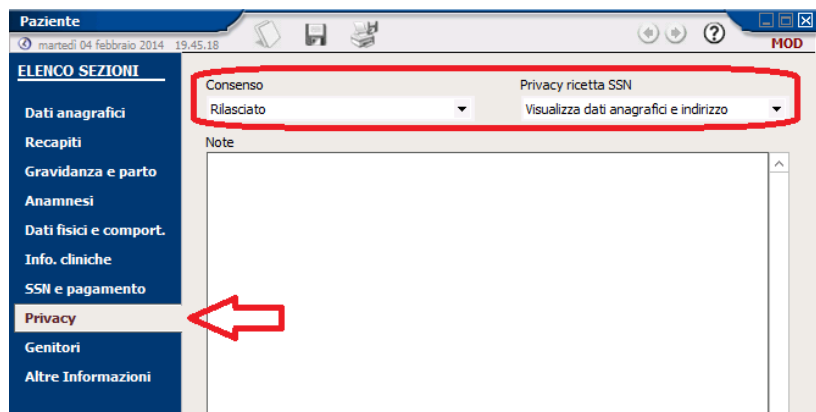 Paziente
martedì 04 febbraio 2014 19.45.18
?
MOD
ELENCO SEZIONI
Dati anagrafici
Recapiti
Gravidanza e parto
Anamnesi
Dati fisici e comport.
Info. cliniche
SSN e pagamento
Privacy
Genitori
Altre Informazioni
Consenso
Privacy ricetta SSN
Rilasciato
Visualizza dati anagrafici e indirizzo
Note